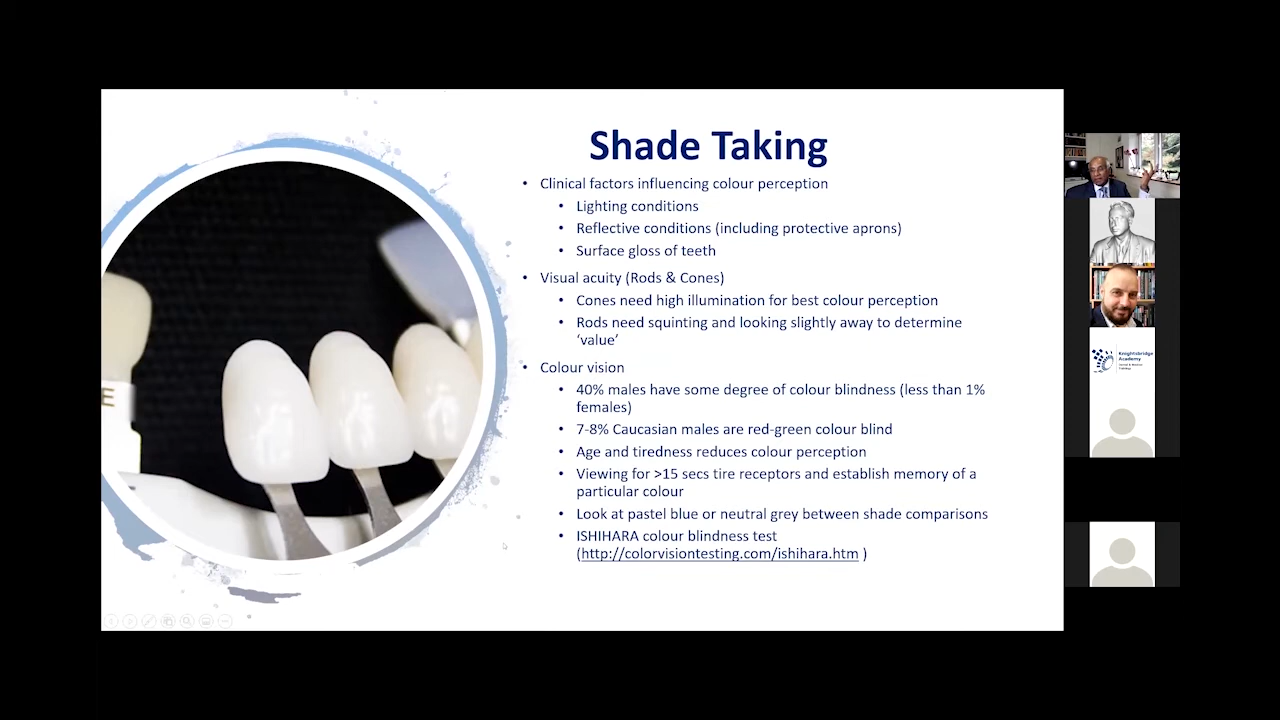 Shade Taking
• Clinical factors influencing colour perception
• Lighting conditions
• Reflective conditions (including protective aprons)
• Surface gloss of teeth
• Visual acuity (Rods & Cones)
• Cones need high illumination for best colour perception
• Rods need squinting and looking slightly away to determine
‘value’
• Colour vision
• 40% males have some degree of colour blindness (less than 1%
females)
• 7-8% Caucasian males are red-green colour blind
• Age and tiredness reduces colour perception
• Viewing for >15 secs tire receptors and establish memory of a
particular colour
• Look at pastel blue or neutral grey between shade comparisons
• ISHIHARA colour blindness test
(http://colorvisiontesting.com/ishihara.htm )
E
Knightsbridge
Academy